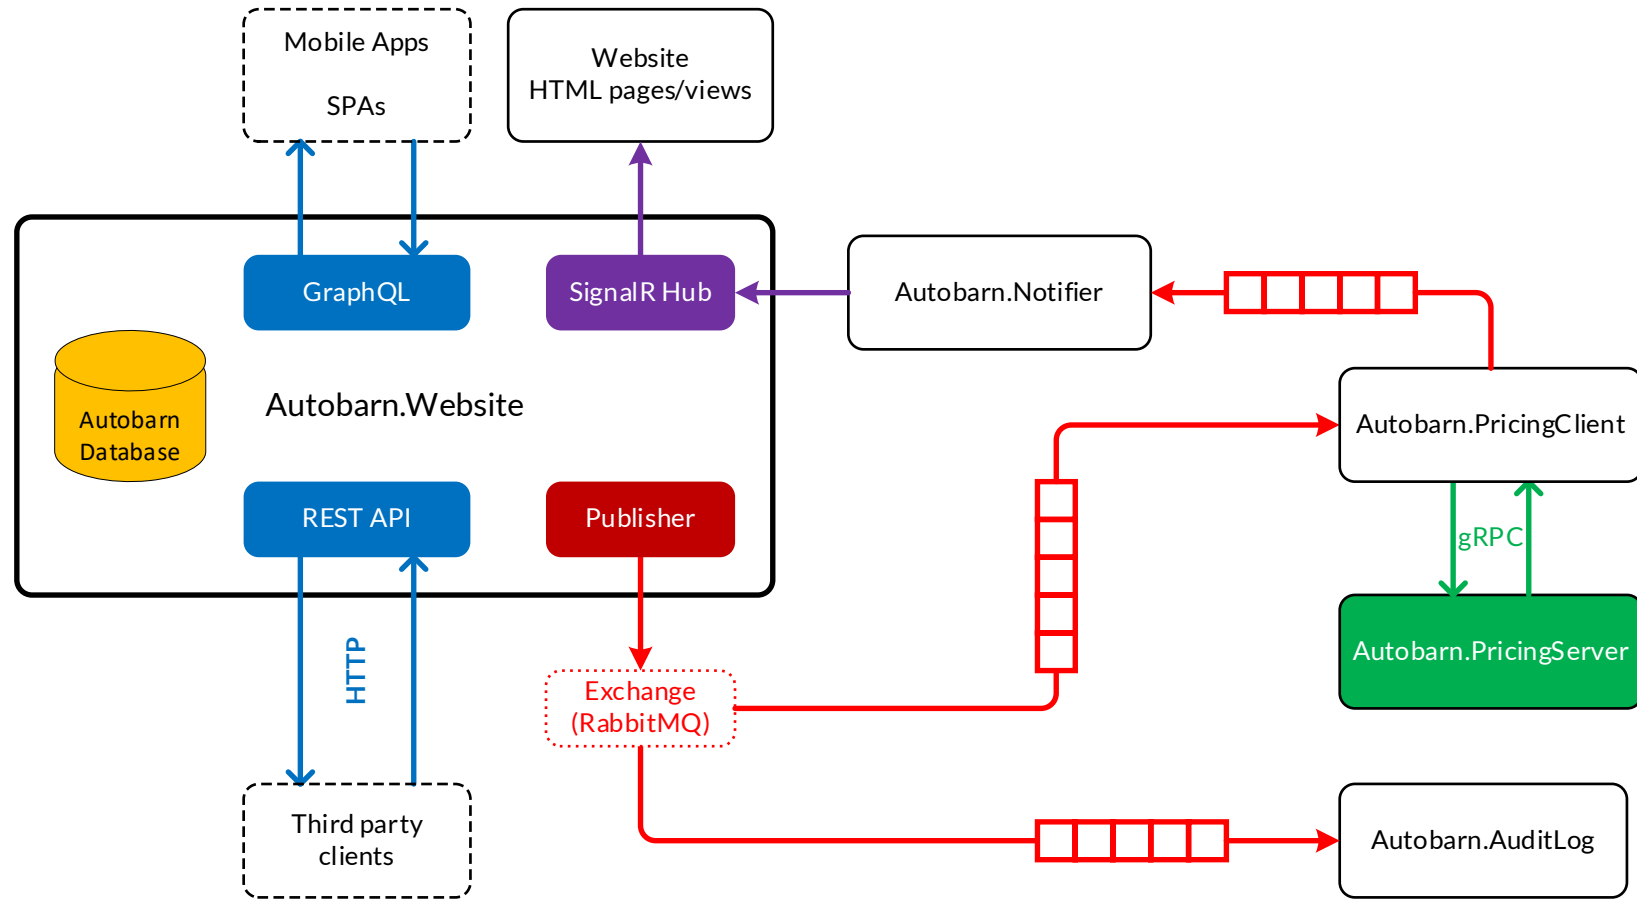 Mobile Apps
SPAs
Website
HTML pages/views
GraphQL
SignalR Hub
Autobarn.Notifier
Autobarn
Database
Autobarn.Website
Autobarn.PricingClient
REST API
Publisher
gRPC
HTTP
Exchange
(RabbitMQ)
Autobarn.PricingServer
Third party
clients
Autobarn.AuditLog